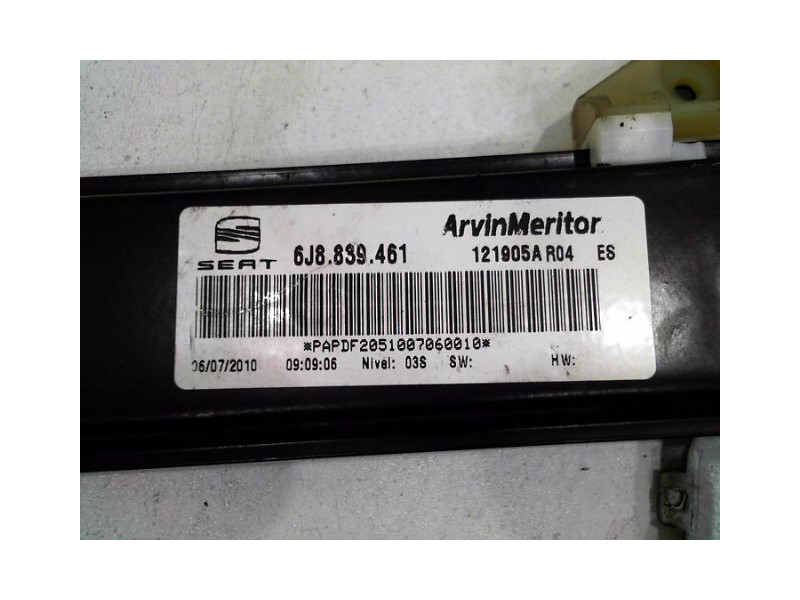 ArvinMeritor
SEAT 6J8.839.461 121905A R04 ES
*PAPDF2051007060010*
06/07/2010 09:09:06 Nivel: 03S SW: HW: